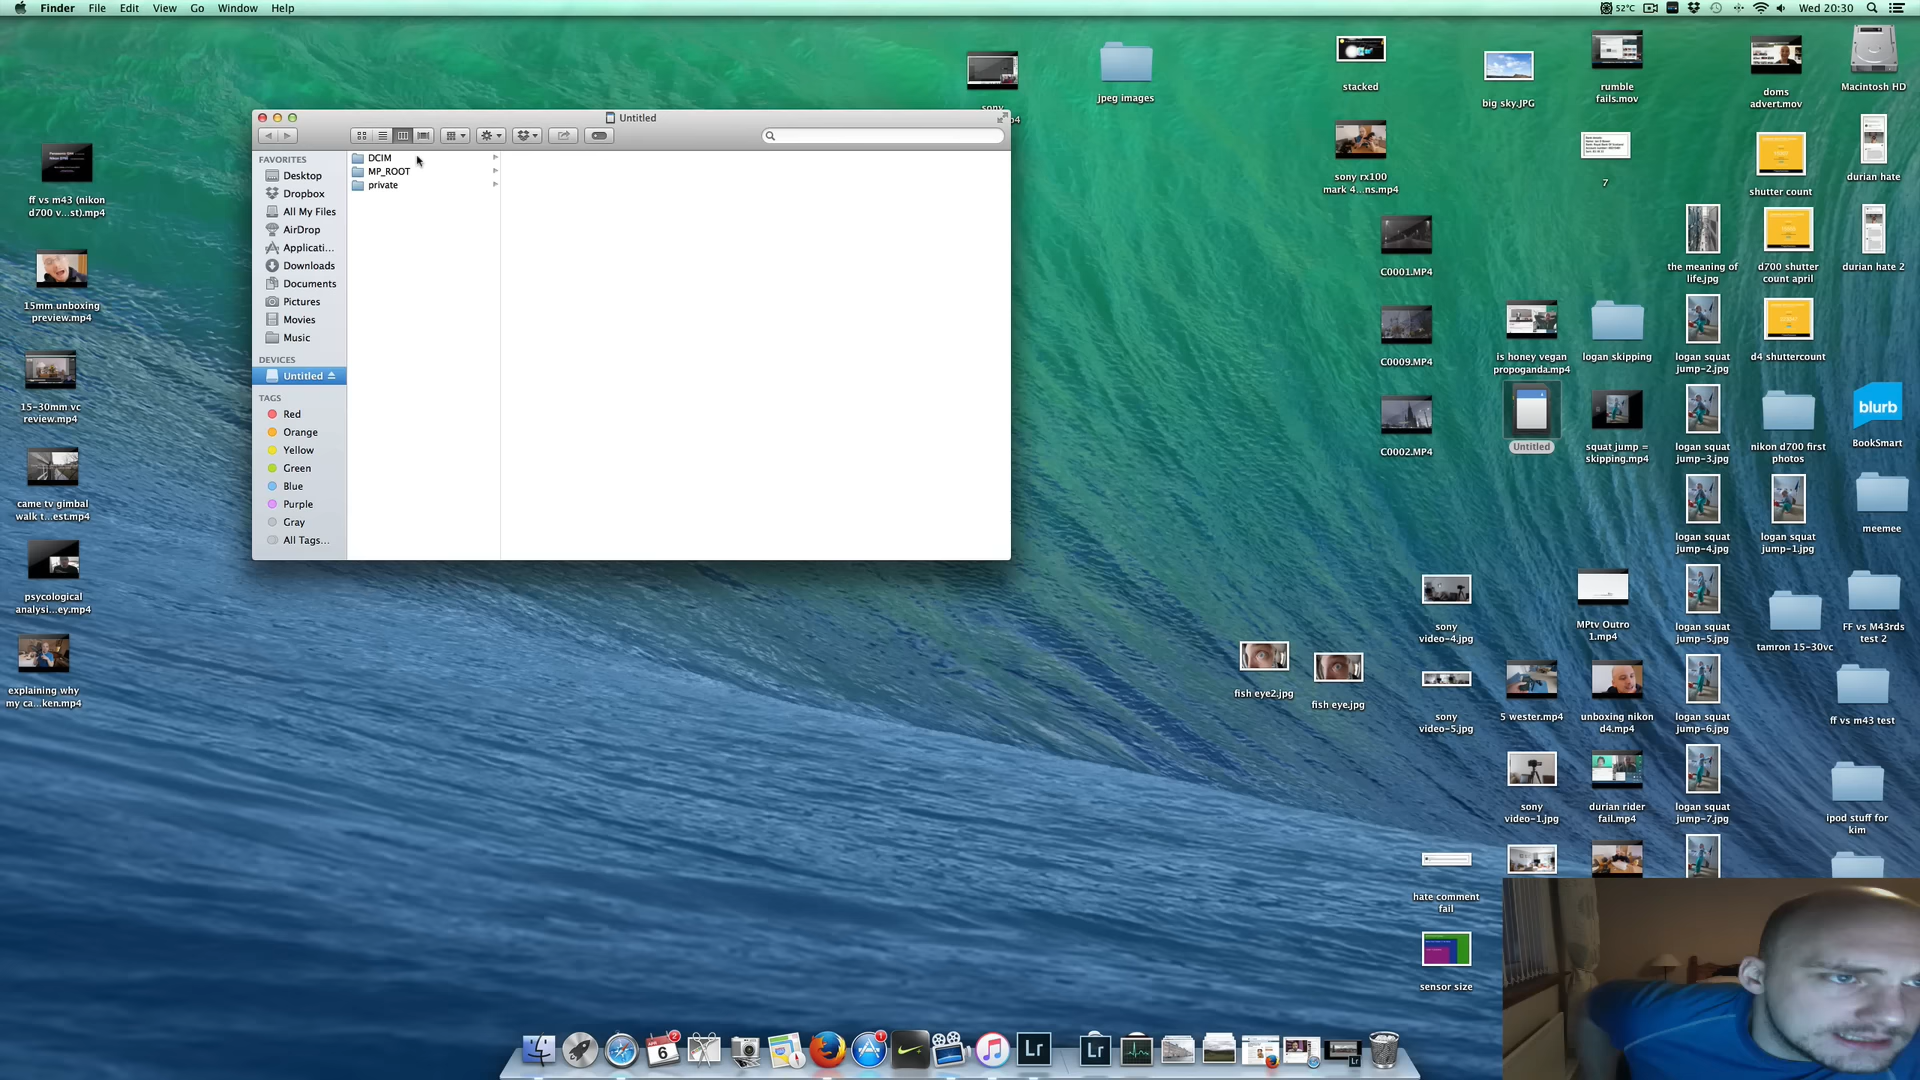 Finder File Edit View Go Window Help
52°C Wed 20:30
Untitled
FAVORITES
Desktop
Dropbox
All My Files
AirDrop
Applicati...
Downloads
Documents
Pictures
Movies
Music
DEVICES
Untitled
TAGS
Red
Orange
Yellow
Green
Blue
Purple
Gray
All Tags...
DCIM
MP_ROOT
private
ff vs m43 (nikon
d700 v...st).mp4
15mm unboxing
preview.mp4
15-30mm vc
review.mp4
came tv gimbal
walk t...est.mp4
psycological
analysi...ey.mp4
explaining why
my ca...ken.mp4
sony
jpeg images
stacked
sony rx100
mark 4...ns.mp4
C0001.MP4
C0009.MP4
C0002.MP4
fish eye2.jpg
fish eye.jpg
sony
video-4.jpg
sony
video-5.jpg
hate comment
fail
sensor size
big sky.JPG
is honey vegan
propoganda.mp4
Untitled
5 wester.mp4
sony
video-1.jpg
rumble
fails.mov
7
logan skipping
squat jump =
skipping.mp4
MPtv Outro
1.mp4
unboxing nikon
d4.mp4
durian rider
fail.mp4
the meaning of
life.jpg
logan squat
jump-2.jpg
logan squat
jump-3.jpg
logan squat
jump-4.jpg
logan squat
jump-5.jpg
logan squat
jump-6.jpg
logan squat
jump-7.jpg
doms
advert.mov
shutter count
d700 shutter
count april
d4 shuttercount
nikon d700 first
photos
logan squat
jump-1.jpg
tamron 15-30vc
Macintosh HD
durian hate
durian hate 2
blurb
BookSmart
meemee
FF vs M43rds
test 2
ff vs m43 test
ipod stuff for
kim
2
6
1
Lr
Lr